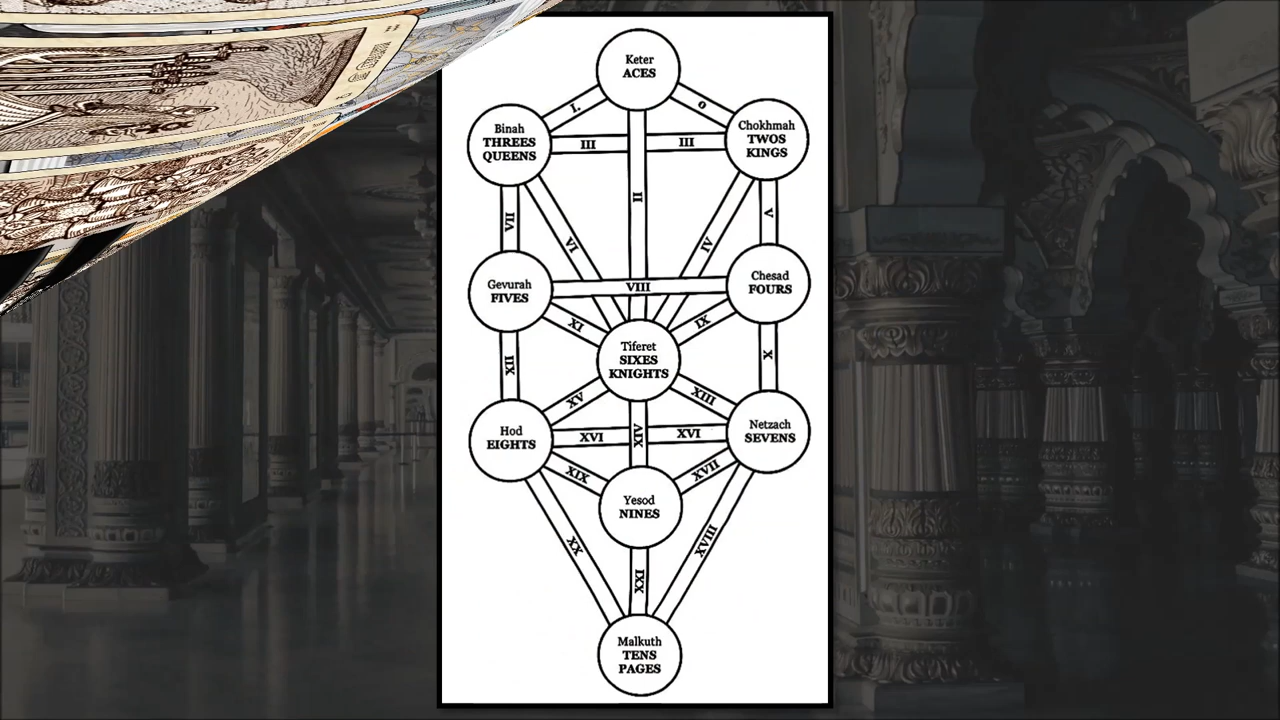 Keter
ACES
I.
0
Binah
THREES
QUEENS
Chokhmah
TWOS
KINGS
III
III
II
VII
VI
IV
V
Gevurah
FIVES
VIII
Chesad
FOURS
XI
IX
Tiferet
SIXES
KNIGHTS
XII
X
XV
XIII
Hod
EIGHTS
XVI
XIV
XVI
Netzach
SEVENS
XIX
XVII
Yesod
NINES
XX
XVIII
XXI
Malkuth
TENS
PAGES